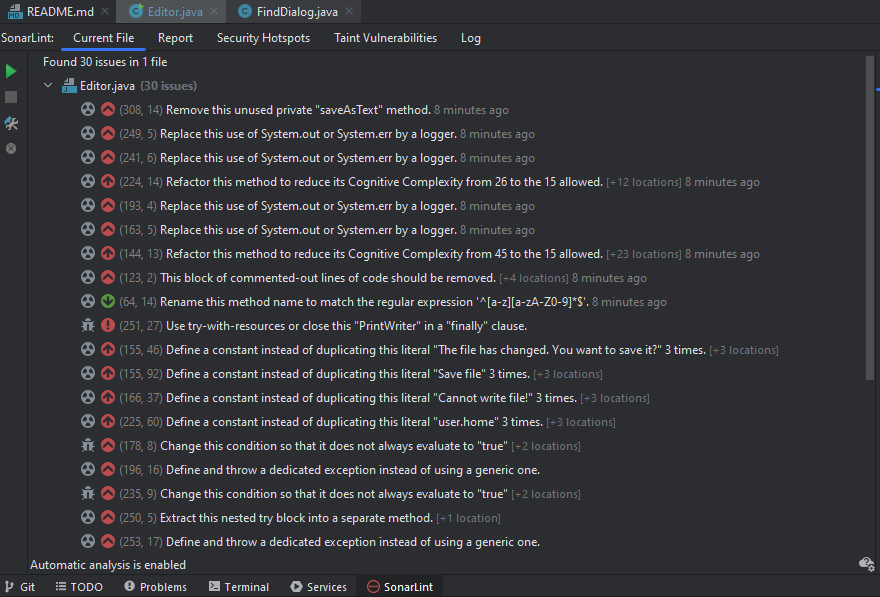 README.md
Editor.java
FindDialog.java
SonarLint: Current File Report Security Hotspots Taint Vulnerabilities Log
Found 30 issues in 1 file
Editor.java (30 issues)
(308, 14) Remove this unused private "saveAsText" method. 8 minutes ago
(249, 5) Replace this use of System.out or System.err by a logger. 8 minutes ago
(241, 6) Replace this use of System.out or System.err by a logger. 8 minutes ago
(224, 14) Refactor this method to reduce its Cognitive Complexity from 26 to the 15 allowed. [+12 locations] 8 minutes ago
(193, 4) Replace this use of System.out or System.err by a logger. 8 minutes ago
(163, 5) Replace this use of System.out or System.err by a logger. 8 minutes ago
(144, 13) Refactor this method to reduce its Cognitive Complexity from 45 to the 15 allowed. [+23 locations] 8 minutes ago
(123, 2) This block of commented-out lines of code should be removed. [+4 locations] 8 minutes ago
(64, 14) Rename this method name to match the regular expression '^[a-z][a-zA-Z0-9]*$'. 8 minutes ago
(251, 27) Use try-with-resources or close this "PrintWriter" in a "finally" clause.
(155, 46) Define a constant instead of duplicating this literal "The file has changed. You want to save it?" 3 times. [+3 locations]
(155, 92) Define a constant instead of duplicating this literal "Save file" 3 times. [+3 locations]
(166, 37) Define a constant instead of duplicating this literal "Cannot write file!" 3 times. [+3 locations]
(225, 60) Define a constant instead of duplicating this literal "user.home" 3 times. [+3 locations]
(178, 8) Change this condition so that it does not always evaluate to "true" [+2 locations]
(196, 16) Define and throw a dedicated exception instead of using a generic one.
(235, 9) Change this condition so that it does not always evaluate to "true" [+2 locations]
(250, 5) Extract this nested try block into a separate method. [+1 location]
(253, 17) Define and throw a dedicated exception instead of using a generic one.
Automatic analysis is enabled
Git TODO Problems Terminal Services SonarLint